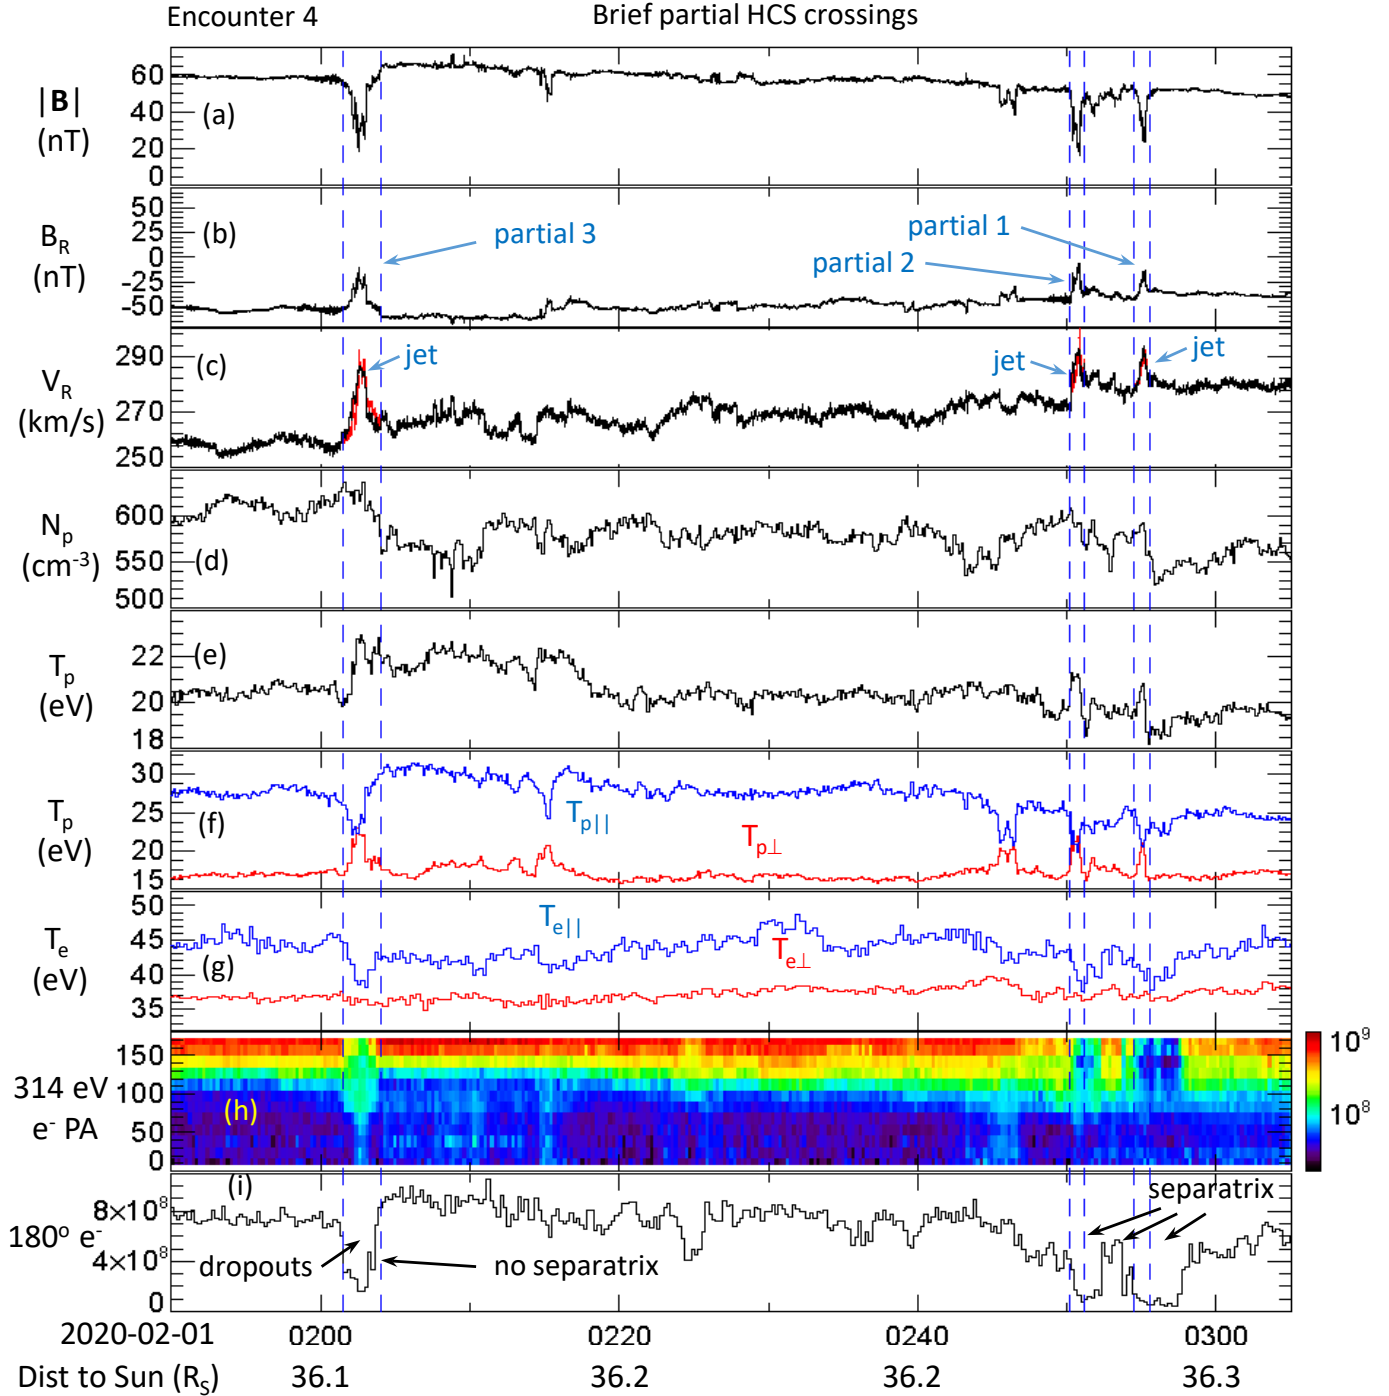 Encounter 4 Brief partial HCS crossings
|B|
(nT)
60
40
20
0
(a)
B_R
(nT)
50
25
0
-25
-50
(b)
partial 3
partial 1
partial 2
V_R
(km/s)
290
270
250
(c)
jet
jet
jet
N_p
(cm^-3)
600
550
500
(d)
T_p
(eV)
22
20
18
(e)
T_p
(eV)
30
25
20
15
(f)
T_p||
T_p⊥
T_e
(eV)
50
45
40
35
(g)
T_e||
T_e⊥
314 eV
e⁻ PA
150
100
50
0
(h)
10^9
10^8
180° e⁻
8×10^8
4×10^8
0
(i)
dropouts
no separatrix
separatrix
2020-02-01 0200 0220 0240 0300
Dist to Sun (R_S) 36.1 36.2 36.2 36.3